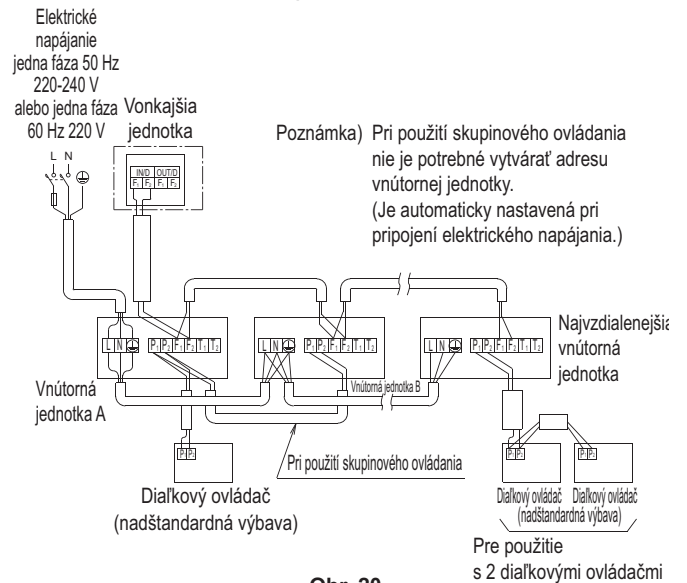 Elektrické
napájanie
jedna fáza 50 Hz
220-240 V
alebo jedna fáza
60 Hz 220 V
L N
Vonkajšia
jednotka
IN/D OUT/D
F₁ F₂ F₁ F₂
Poznámka) Pri použití skupinového ovládania
nie je potrebné vytvárať adresu
vnútornej jednotky.
(Je automaticky nastavená pri
pripojení elektrického napájania.)
L N P₁ P₂ F₁ F₂ T₁ T₂
L N P₁ P₂ F₁ F₂ T₁ T₂
L N P₁ P₂ F₁ F₂ T₁ T₂
Najvzdialenejšia
vnútorná
jednotka
Vnútorná
jednotka A
Vnútorná jednotka B
P₁ P₂
Diaľkový ovládač
(nadštandardná výbava)
Pri použití skupinového ovládania
P₁ P₂
P₁ P₂
Diaľkový ovládač Diaľkový ovládač
(nadštandardná výbava)
Pre použitie
s 2 diaľkovými ovládačmi